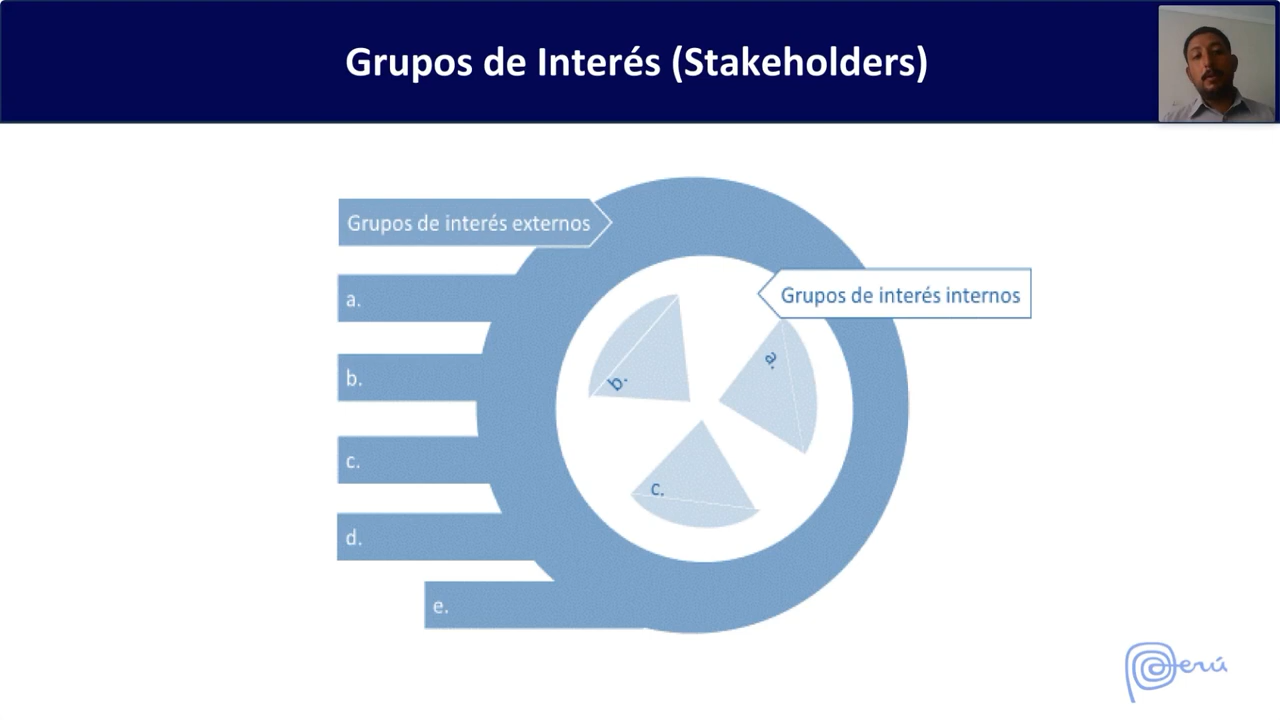 Grupos de Interés (Stakeholders)
Grupos de interés externos
a.
b.
c.
d.
e.
Grupos de interés internos
a.
b.
c.
Perú